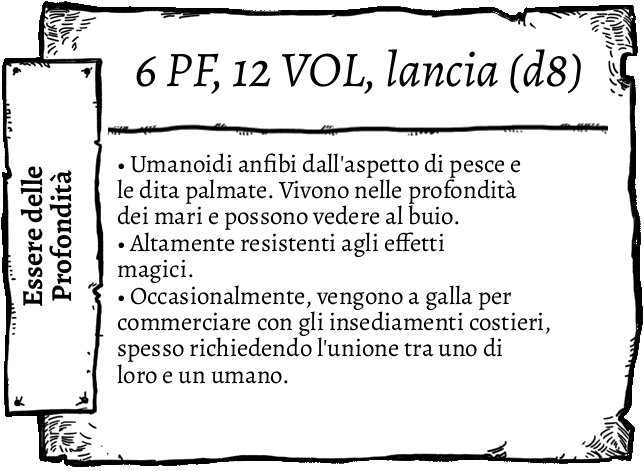 6 PF, 12 VOL, lancia (d8)
Essere delle
Profondità
• Umanoidi anfibi dall'aspetto di pesce e
le dita palmate. Vivono nelle profondità
dei mari e possono vedere al buio.
• Altamente resistenti agli effetti
magici.
• Occasionalmente, vengono a galla per
commerciare con gli insediamenti costieri,
spesso richiedendo l'unione tra uno di
loro e un umano.